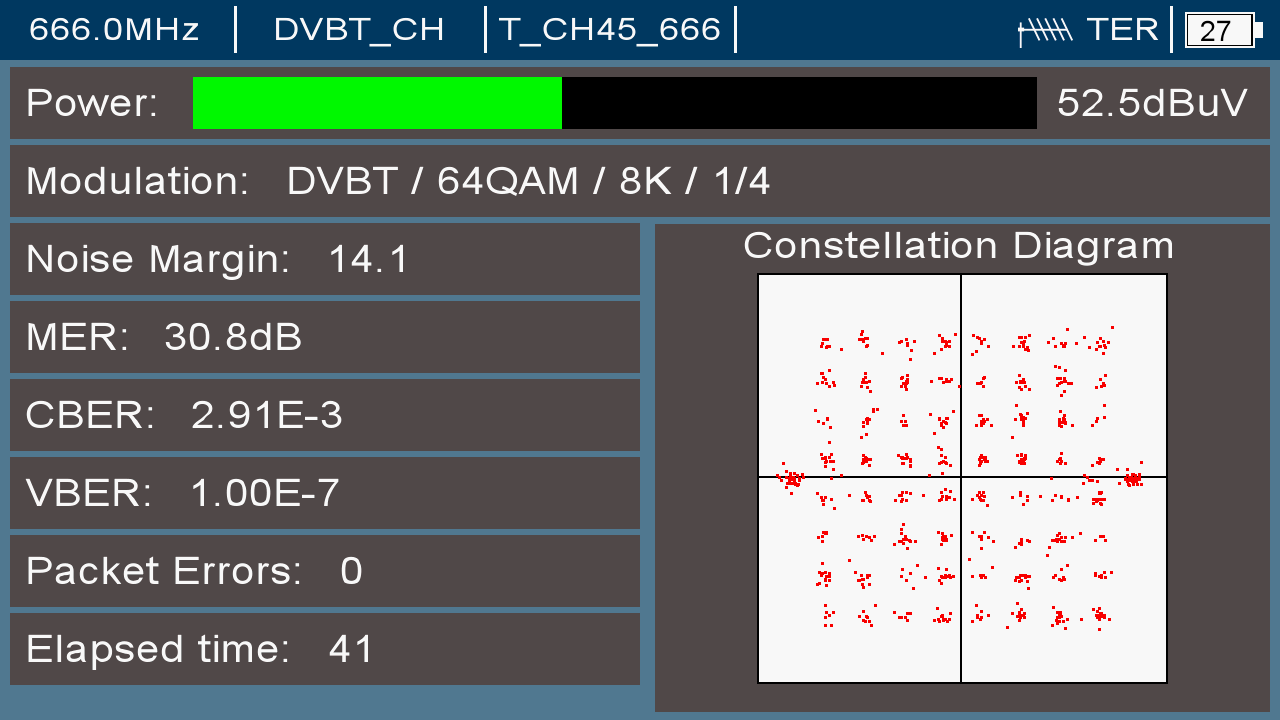 666.0MHz DVBT_CH T_CH45_666 TER 27
Power: 52.5dBuV
Modulation: DVBT / 64QAM / 8K / 1/4
Noise Margin: 14.1
Constellation Diagram
MER: 30.8dB
CBER: 2.91E-3
VBER: 1.00E-7
Packet Errors: 0
Elapsed time: 41